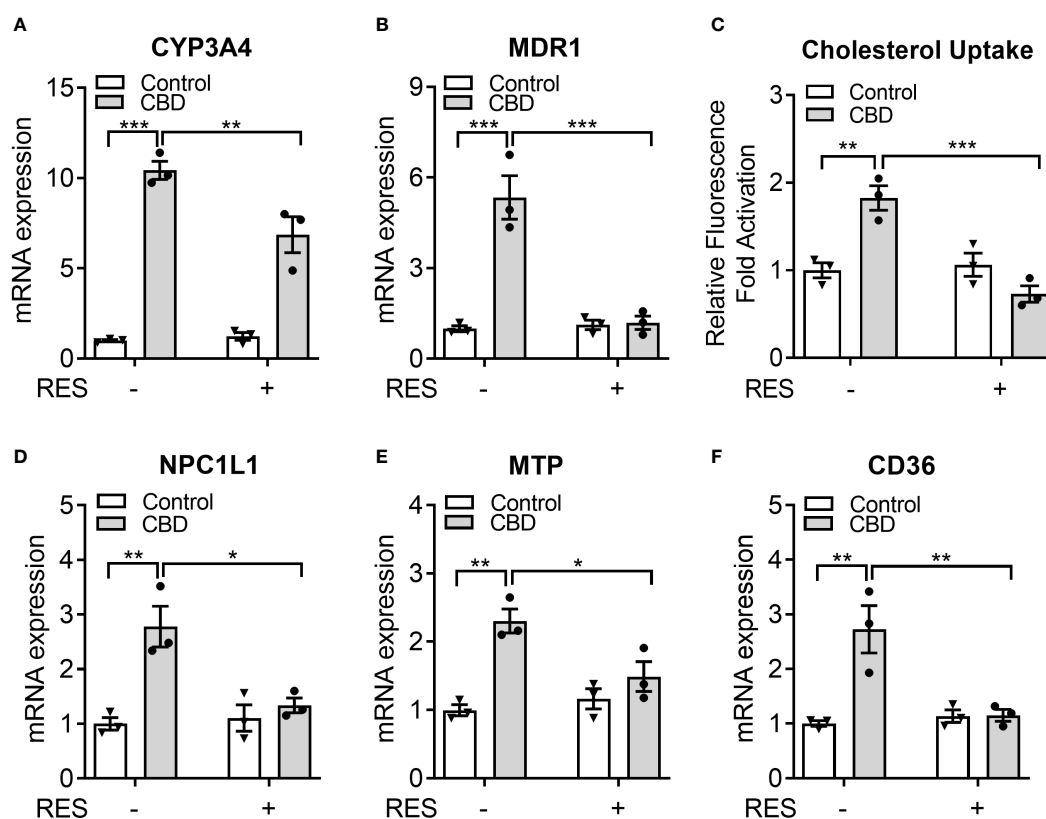 A
CYP3A4
Control
CBD
15
10
5
0
mRNA expression
***
**
RES
-
+
B
MDR1
Control
CBD
9
6
3
0
mRNA expression
***
***
RES
-
+
C
Cholesterol Uptake
Control
CBD
3
2
1
0
Relative Fluorescence
Fold Activation
**
***
RES
-
+
D
NPC1L1
Control
CBD
5
4
3
2
1
0
mRNA expression
**
*
RES
-
+
E
MTP
Control
CBD
4
3
2
1
0
mRNA expression
**
*
RES
-
+
F
CD36
Control
CBD
5
4
3
2
1
0
mRNA expression
**
**
RES
-
+